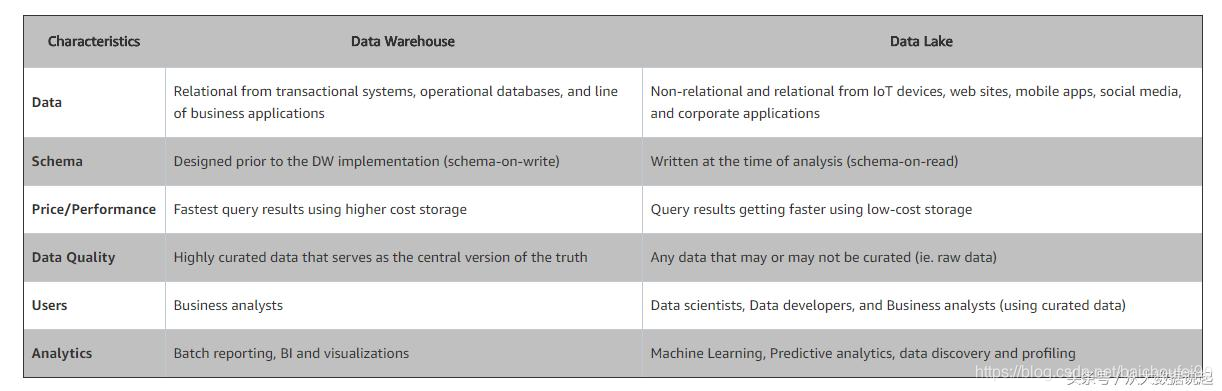 Characteristics Data Warehouse Data Lake
Data
Relational from transactional systems, operational databases, and line
of business applications
Non-relational and relational from IoT devices, web sites, mobile apps, social media,
and corporate applications
Schema Designed prior to the DW implementation (schema-on-write) Written at the time of analysis (schema-on-read)
Price/Performance Fastest query results using higher cost storage Query results getting faster using low-cost storage
Data Quality Highly curated data that serves as the central version of the truth Any data that may or may not be curated (ie. raw data)
Users Business analysts Data scientists, Data developers, and Business analysts (using curated data)
Analytics Batch reporting, BI and visualizations Machine Learning, Predictive analytics, data discovery and profiling
头条号 / 从大数据说起